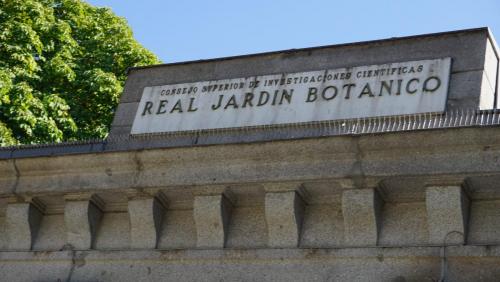 CONSEJO SUPERIOR DE INVESTIGACIONES CIENTIFICAS
REAL JARDIN BOTANICO